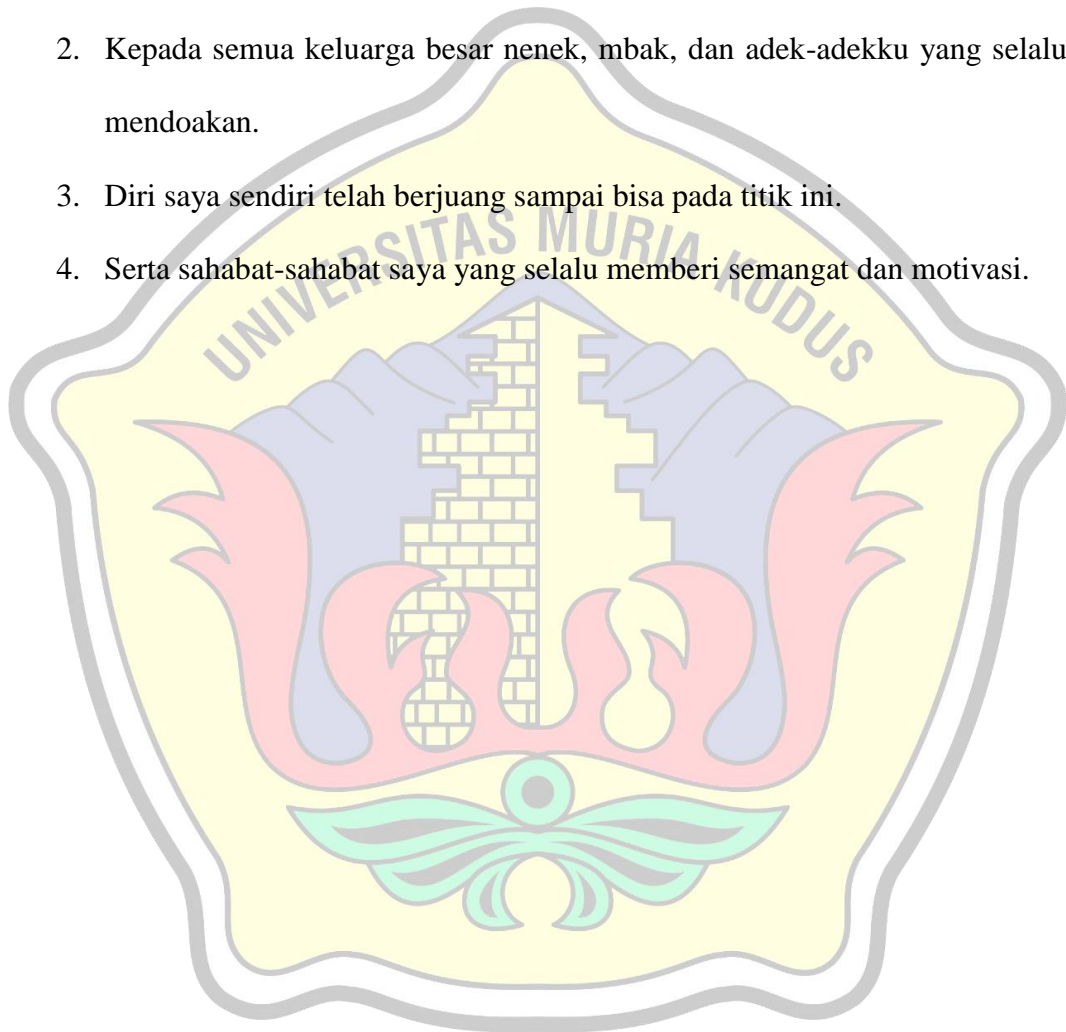 2. Kepada semua keluarga besar nenek, mbak, dan adek-adekku yang selalu
mendoakan.
3. Diri saya sendiri telah berjuang sampai bisa pada titik ini.
4. Serta sahabat-sahabat saya yang selalu memberi semangat dan motivasi.
UNIVERSITAS MURIA KUDUS